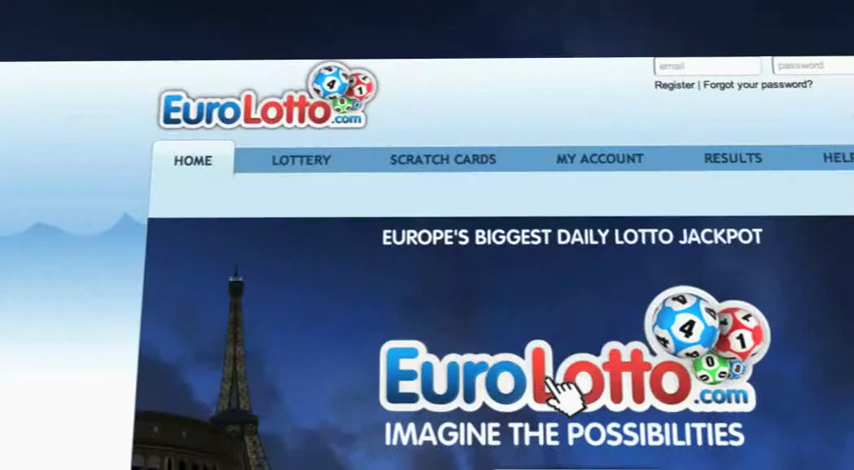 email password
Register | Forgot your password?
EuroLotto.com
HOME LOTTERY SCRATCH CARDS MY ACCOUNT RESULTS HELP
EUROPE'S BIGGEST DAILY LOTTO JACKPOT
EuroLotto.com
IMAGINE THE POSSIBILITIES